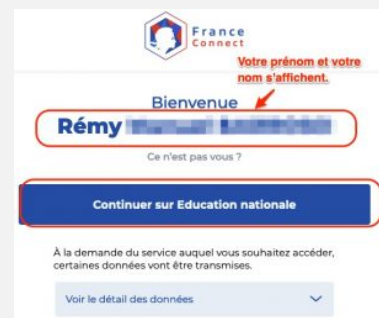 France
Connect
Votre prénom et votre
nom s'affichent.
Bienvenue
Rémy
Ce n'est pas vous ?
Continuer sur Education nationale
À la demande du service auquel vous souhaitez accéder,
certaines données vont être transmises.
Voir le détail des données